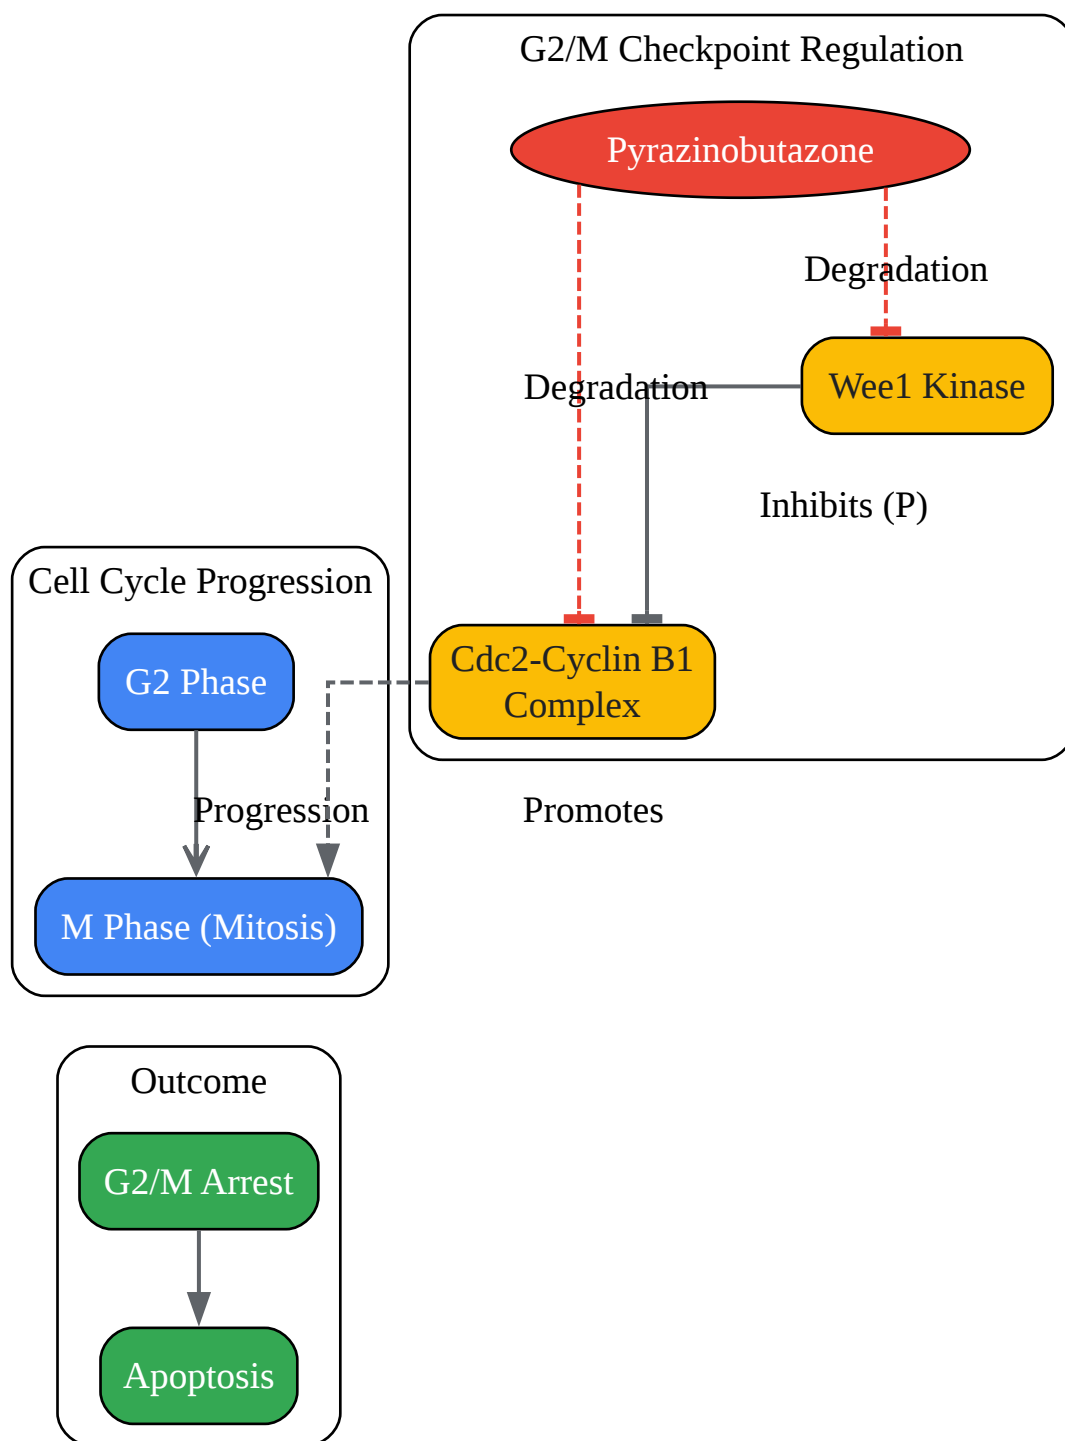 G2/M Checkpoint Regulation
Pyrazinobutazone
Degradation
Degradation
Wee1 Kinase
Inhibits (P)
Cell Cycle Progression
G2 Phase
Cdc2-Cyclin B1
Complex
Progression
Promotes
M Phase (Mitosis)
Outcome
G2/M Arrest
Apoptosis